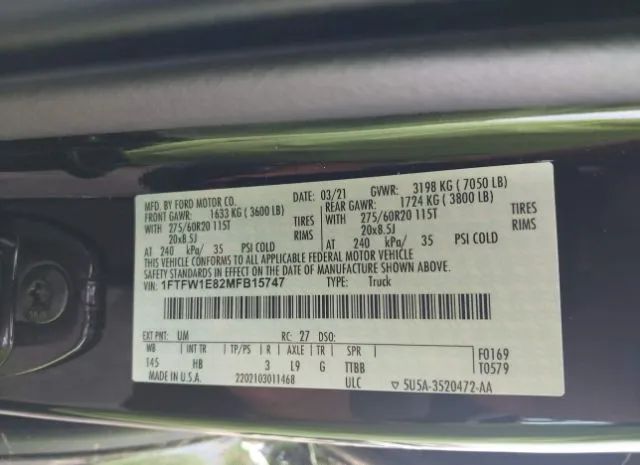 MFD. BY FORD MOTOR CO.
DATE: 03/21 GVWR: 3198 KG ( 7050 LB)
FRONT GAWR: 1633 KG ( 3600 LB)
REAR GAWR: 1724 KG ( 3800 LB)
WITH 275/60R20 115T TIRES
WITH 275/60R20 115T TIRES
20x8.5J RIMS
20x8.5J RIMS
AT 240 kPa/ 35 PSI COLD
AT 240 kPa/ 35 PSI COLD
THIS VEHICLE CONFORMS TO ALL APPLICABLE FEDERAL MOTOR VEHICLE
SAFETY STANDARDS IN EFFECT ON THE DATE OF MANUFACTURE SHOWN ABOVE.
VIN: 1FTFW1E82MFB15747 TYPE: Truck
EXT PNT: UM RC: 27 DSO:
WB INT TR TP/PS R AXLE TR SPR F0169
145 HB 3 L9 G TTBB T0579
MADE IN U.S.A. 2202103011468 ULC ▽ 5U5A-3520472-AA